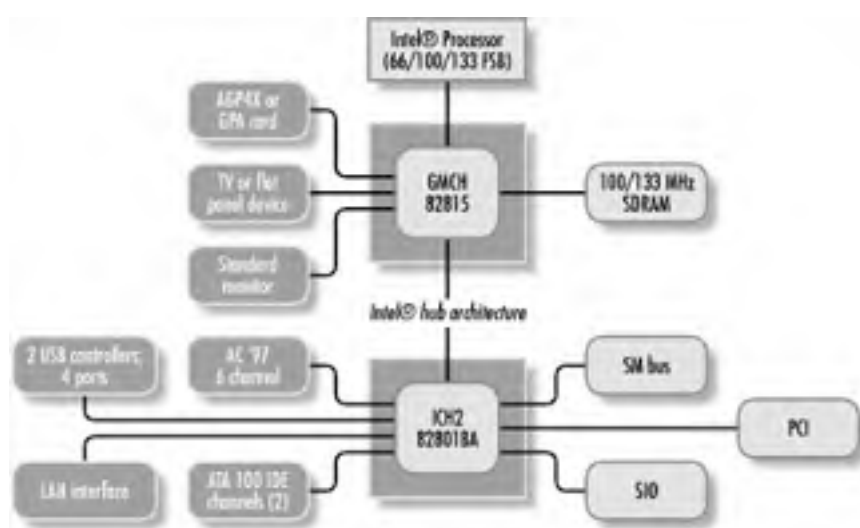 Intel® Processor
(66/100/133 FSB)
AGP4X or
GPA card
GMCH
82815
TV or flat
panel device
100/133 MHz
SDRAM
Standard
monitor
Intel® hub architecture
2 USB controllers,
4 ports
AC '97
6 channel
SM bus
ICH2
82801BA
PCI
LAN interface
ATA 100 IDE
channels (2)
SIO